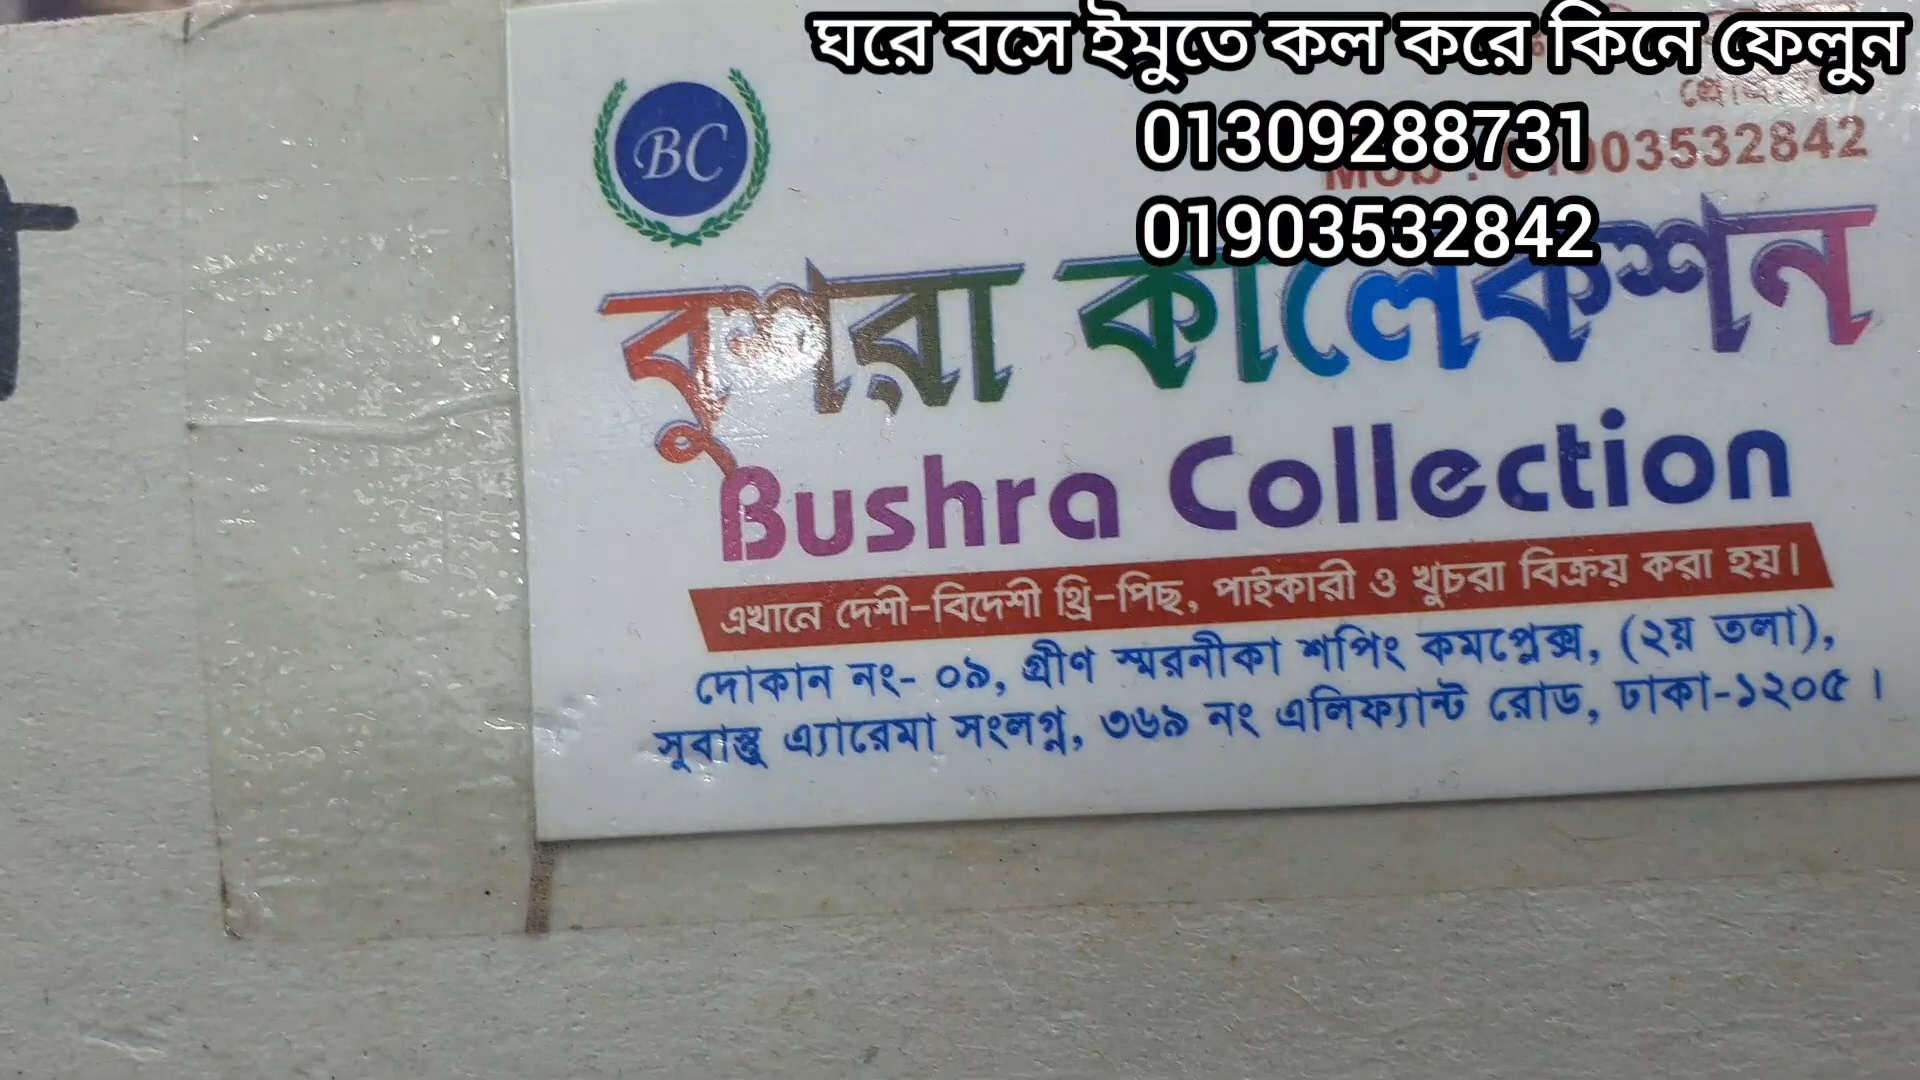 ঘরে বসে ইমুতে কল করে কিনে ফেলুন
01309288731
01903532842
BC
03532842
বুশরা কালেকশন
Bushra Collection
এখানে দেশী-বিদেশী থ্রি-পিছ, পাইকারী ও খুচরা বিক্রয় করা হয়।
দোকান নং- ০৯, গ্রীণ স্মরনীকা শপিং কমপ্লেক্স, (২য় তলা),
সুবাস্তু এ্যারেমা সংলগ্ন, ৩৬৯ নং এলিফ্যান্ট রোড, ঢাকা-১২০৫।